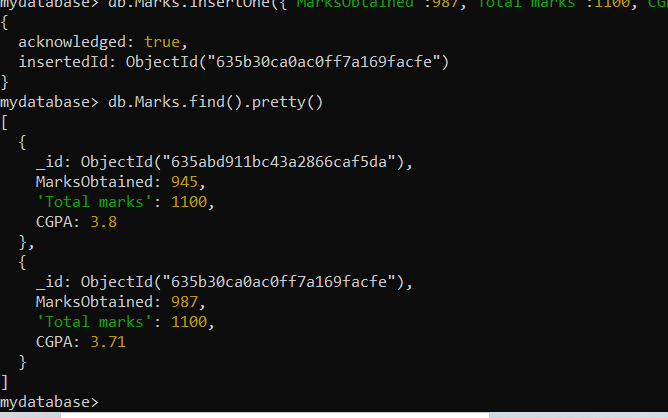 mydatabase> db.Marks.insertOne({"MarksObtained":987,"Total marks":1100, CG
{
  acknowledged: true,
  insertedId: ObjectId("635b30ca0ac0ff7a169facfe")
}
mydatabase> db.Marks.find().pretty()
[
  {
    _id: ObjectId("635abd911bc43a2866caf5da"),
    MarksObtained: 945,
    'Total marks': 1100,
    CGPA: 3.8
  },
  {
    _id: ObjectId("635b30ca0ac0ff7a169facfe"),
    MarksObtained: 987,
    'Total marks': 1100,
    CGPA: 3.71
  }
]
mydatabase>